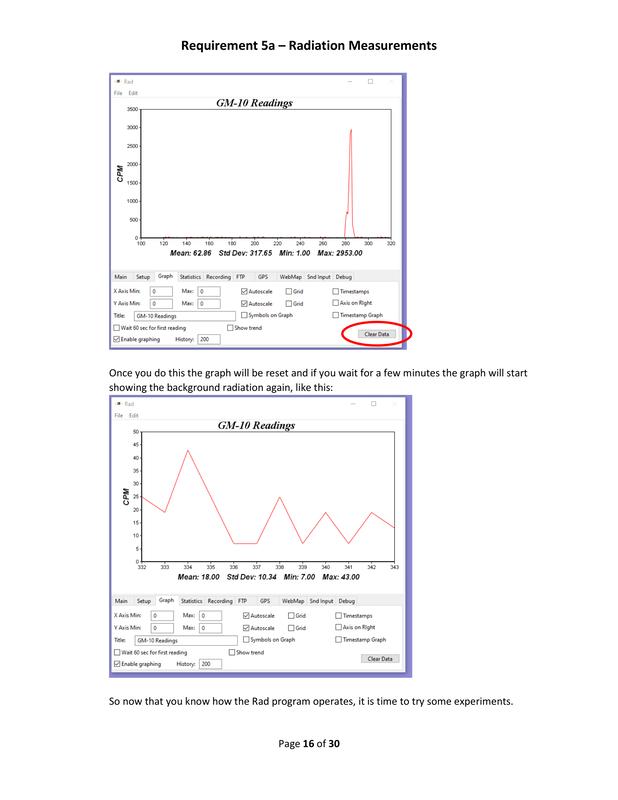 Requirement 5a – Radiation Measurements
Rad
File Edit
GM-10 Readings
3500
3000
2500
2000
1500
1000
500
0
CPM
100 120 140 160 180 200 220 240 260 280 300 320
Mean: 62.86 Std Dev: 317.65 Min: 1.00 Max: 2953.00
Main Setup Graph Statistics Recording FTP GPS WebMap Snd Input Debug
X Axis Min: 0 Max: 0 Autoscale Grid Timestamps
Y Axis Min: 0 Max: 0 Autoscale Grid Axis on Right
Title: GM-10 Readings Symbols on Graph Timestamp Graph
Wait 60 sec for first reading Show trend
Enable graphing History: 200 Clear Data
Once you do this the graph will be reset and if you wait for a few minutes the graph will start
showing the background radiation again, like this:
Rad
File Edit
GM-10 Readings
50
45
40
35
30
25
20
15
10
5
0
CPM
332 333 334 335 336 337 338 339 340 341 342 343
Mean: 18.00 Std Dev: 10.34 Min: 7.00 Max: 43.00
Main Setup Graph Statistics Recording FTP GPS WebMap Snd Input Debug
X Axis Min: 0 Max: 0 Autoscale Grid Timestamps
Y Axis Min: 0 Max: 0 Autoscale Grid Axis on Right
Title: GM-10 Readings Symbols on Graph Timestamp Graph
Wait 60 sec for first reading Show trend
Enable graphing History: 200 Clear Data
So now that you know how the Rad program operates, it is time to try some experiments.
Page 16 of 30